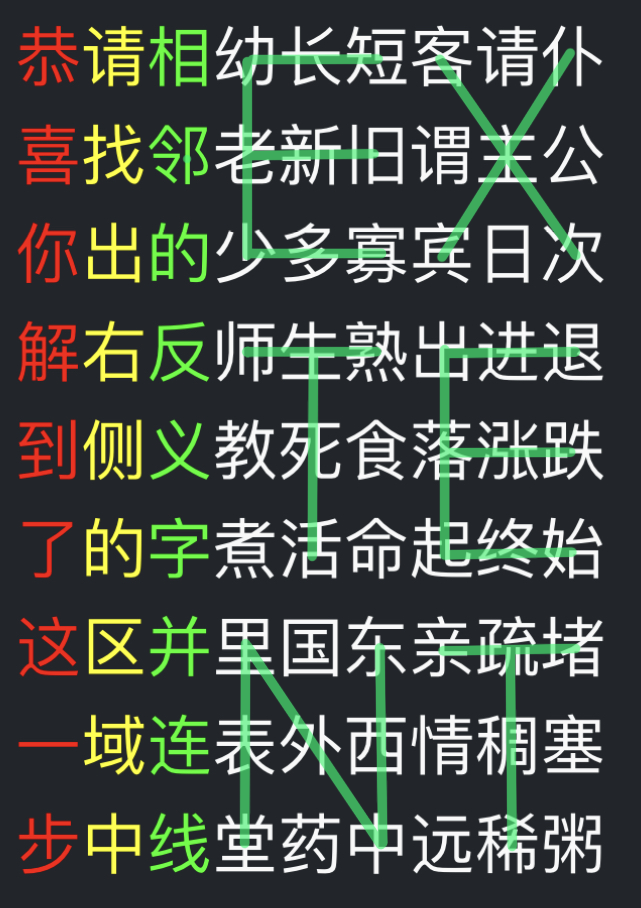 恭请相幼长短客请仆
喜找邻老新旧谓主公
你出的少多寡宾日次
解右反师生熟出进退
到侧义教死食落涨跌
了的字煮活命起终始
这区并里国东亲疏堵
一域连表外西情稠塞
步中线堂药中远稀粥
EX
TE
NT